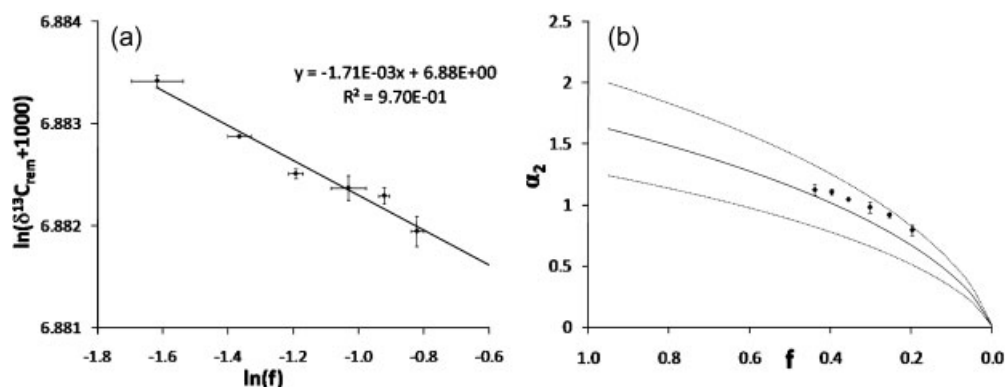 (a)
y = -1.71E-03x + 6.88E+00
R² = 9.70E-01
ln(δ¹³Crem+1000)
6.884
6.883
6.882
6.881
-1.8 -1.6 -1.4 -1.2 -1.0 -0.8 -0.6
ln(f)
(b)
α₂
2.5
2
1.5
1
0.5
0
1.0 0.8 0.6 0.4 0.2 0.0
f